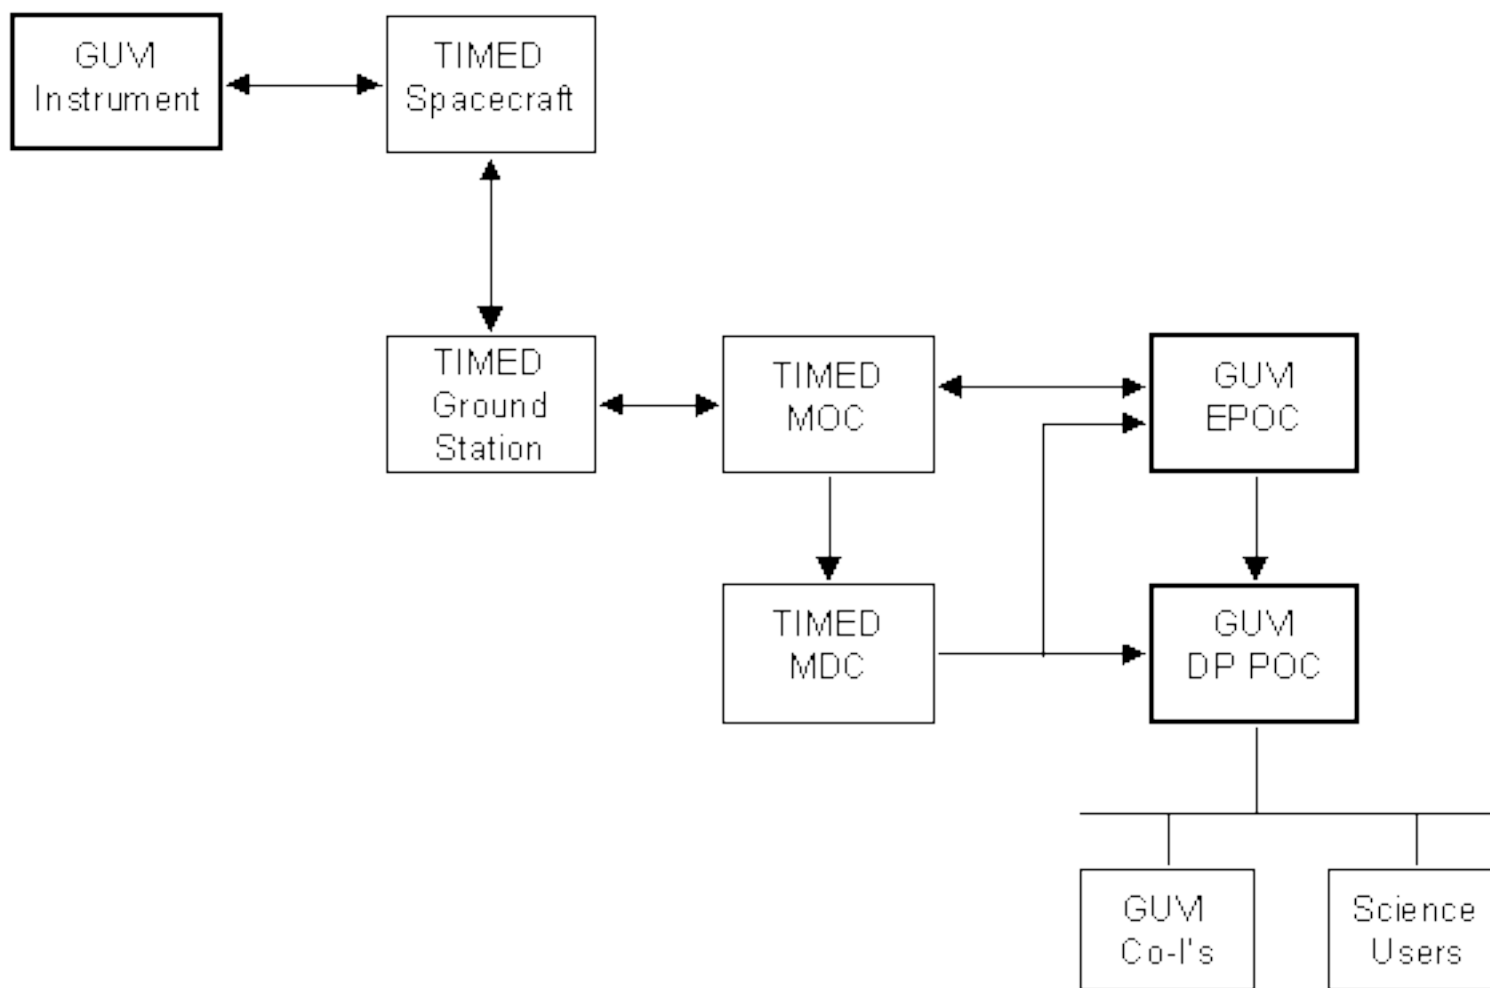 GUVI
Instrument
TIMED
Spacecraft
TIMED
Ground
Station
TIMED
MOC
GUVI
EPOC
TIMED
MDC
GUVI
DP POC
GUVI
Co-I's
Science
Users